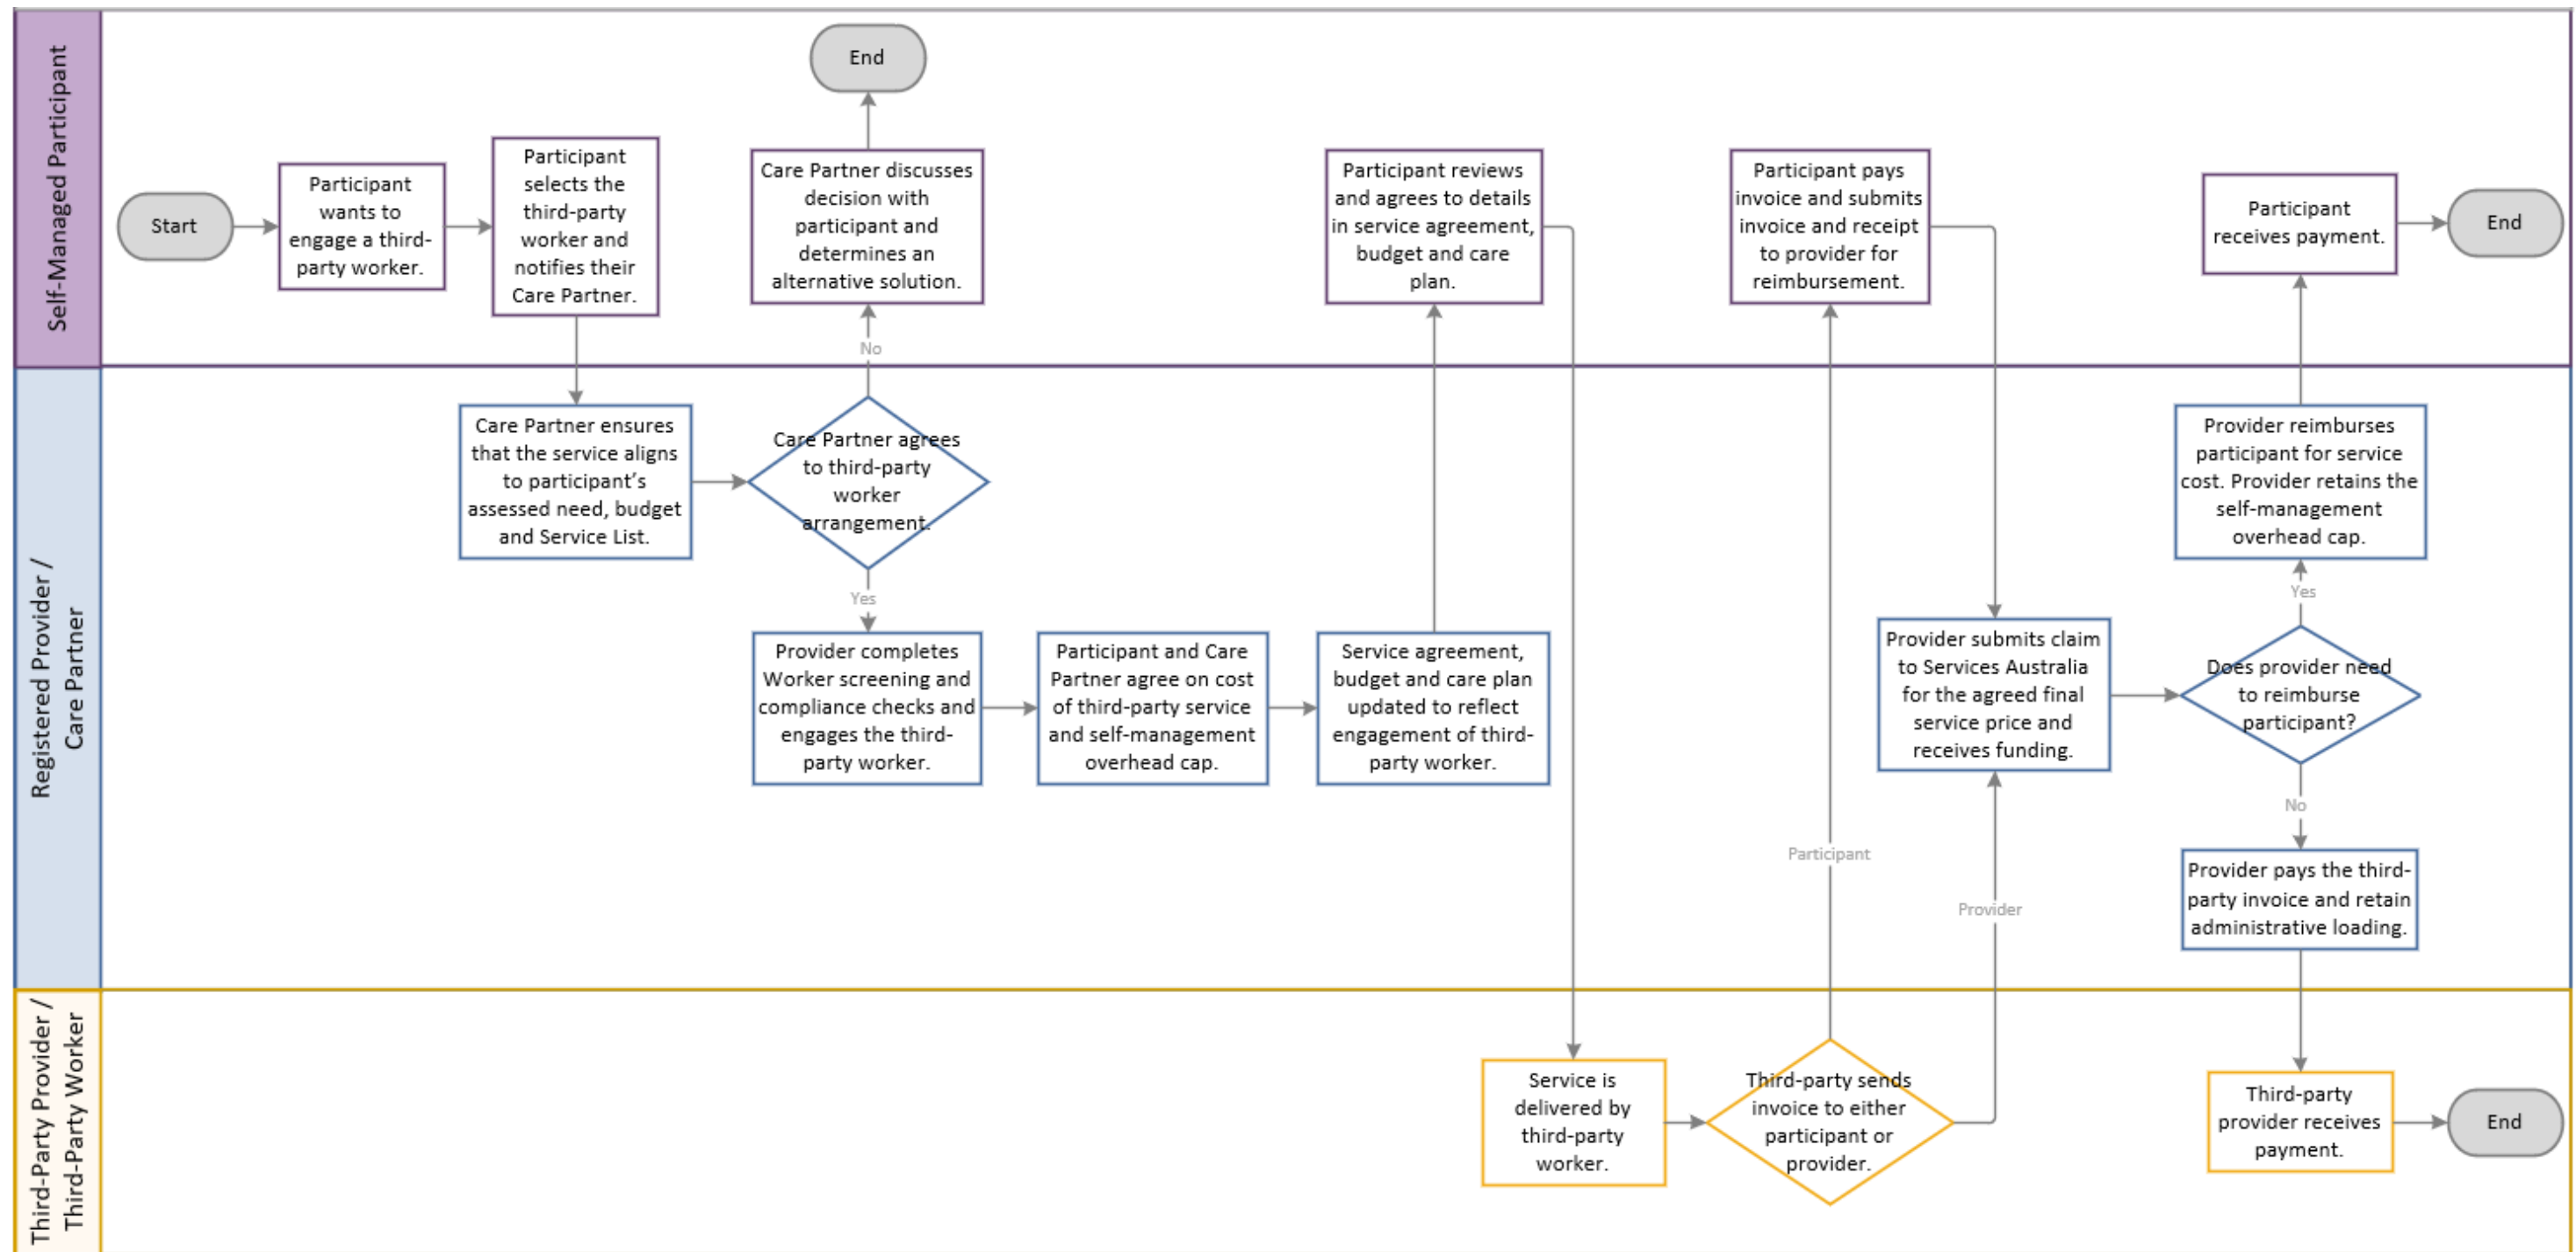 Self-Managed Participant
Start
Participant
wants to
engage a third-
party worker.
Participant
selects the
third-party
worker and
notifies their
Care Partner.
End
Care Partner discusses
decision with
participant and
determines an
alternative solution.
No
Participant reviews
and agrees to details
in service agreement,
budget and care
plan.
Participant pays
invoice and submits
invoice and receipt
to provider for
reimbursement.
Participant
receives payment.
End
Registered Provider /
Care Partner
Care Partner ensures
that the service aligns
to participant’s
assessed need, budget
and Service List.
Care Partner agrees
to third-party
worker
arrangement.
Yes
Provider completes
Worker screening and
compliance checks and
engages the third-
party worker.
Participant and Care
Partner agree on cost
of third-party service
and self-management
overhead cap.
Service agreement,
budget and care plan
updated to reflect
engagement of third-
party worker.
Participant
Provider
Provider submits claim
to Services Australia
for the agreed final
service price and
receives funding.
Provider reimburses
participant for service
cost. Provider retains the
self-management
overhead cap.
Yes
Does provider need
to reimburse
participant?
No
Provider pays the third-
party invoice and retain
administrative loading.
Third-Party Provider /
Third-Party Worker
Service is
delivered by
third-party
worker.
Third-party sends
invoice to either
participant or
provider.
Third-party
provider receives
payment.
End